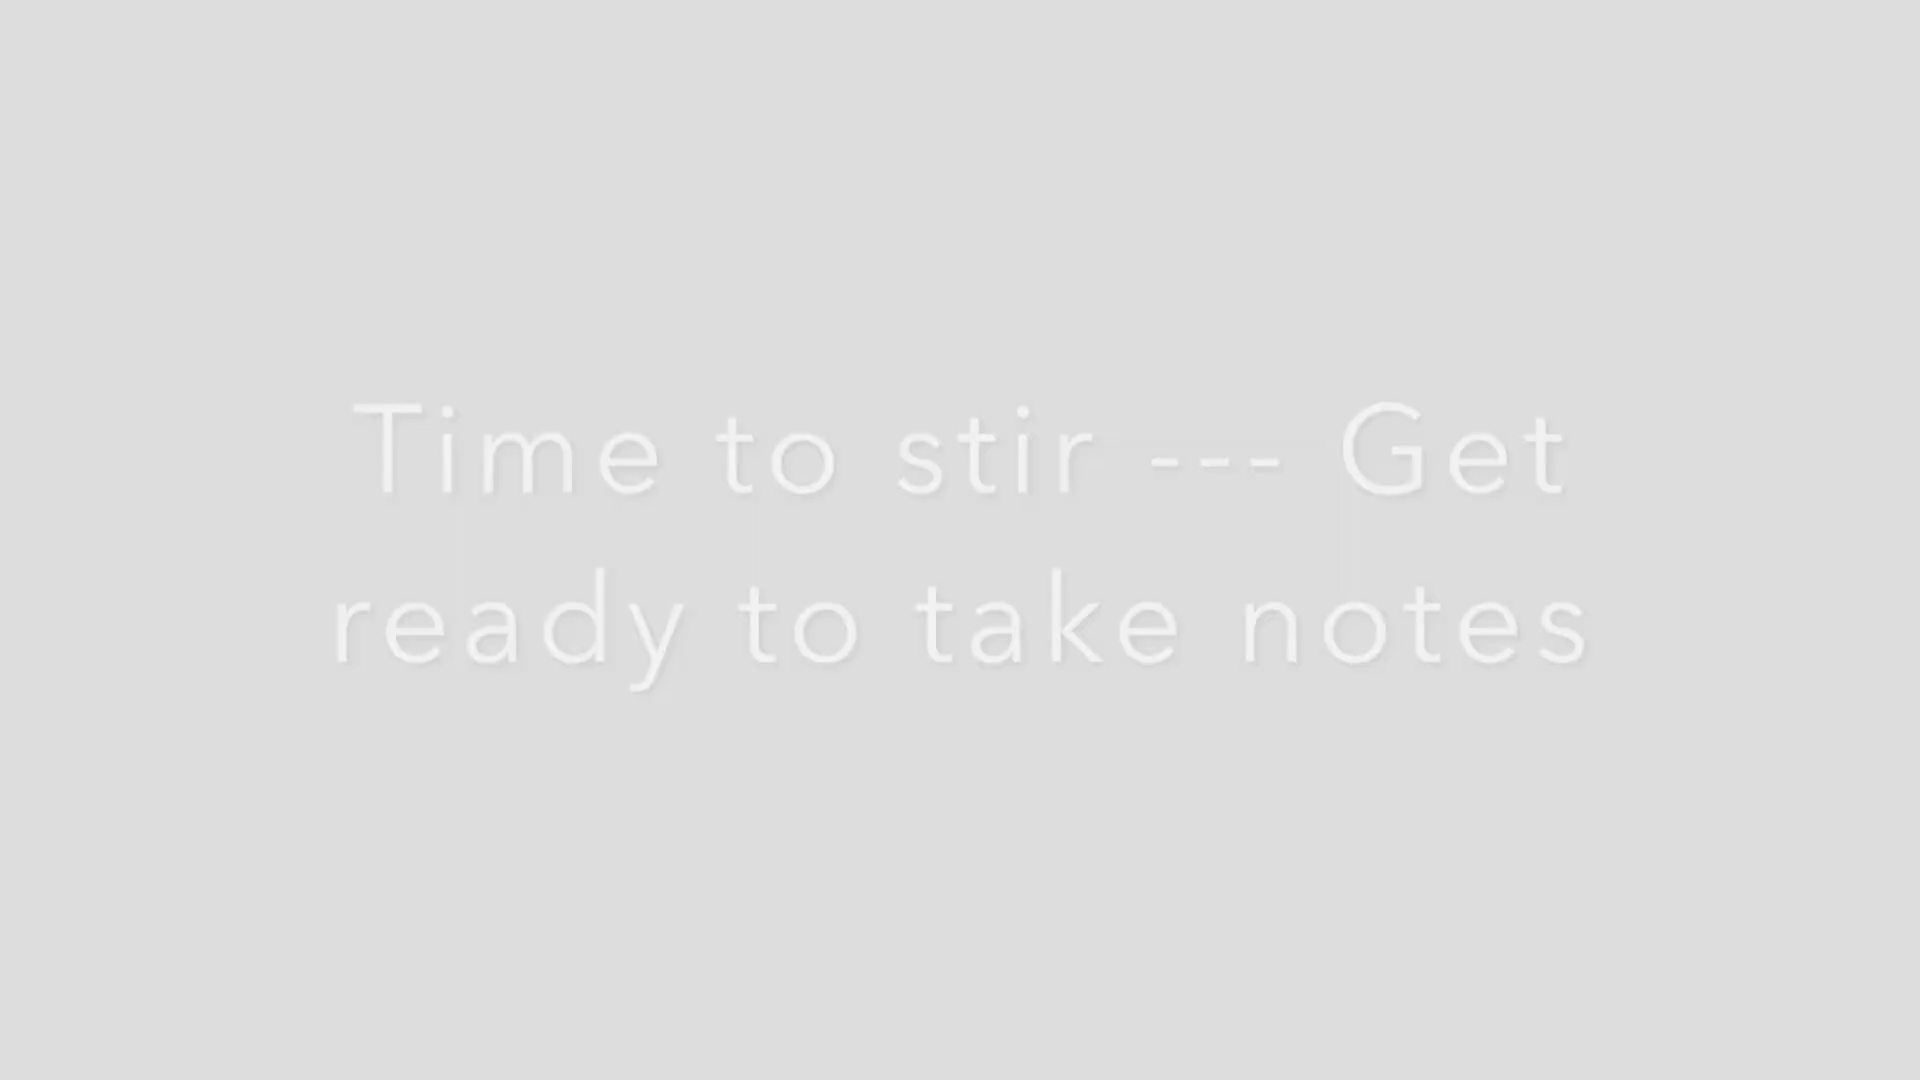 Time to stir --- Get
ready to take notes